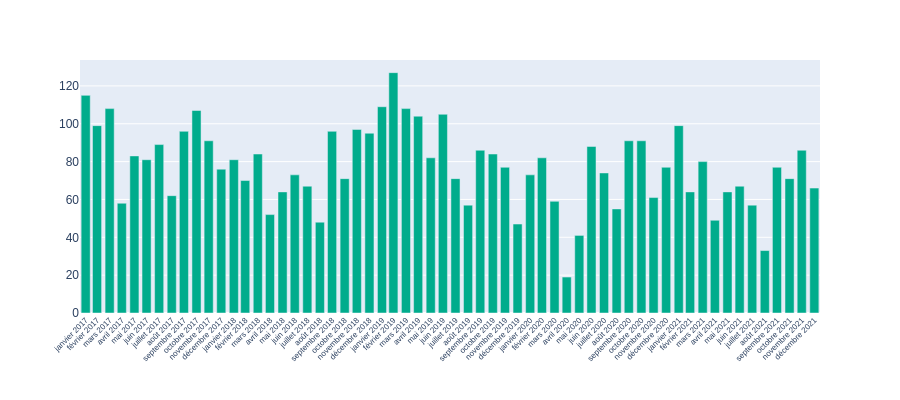 120
100
80
60
40
20
0
janvier 2017
février 2017
mars 2017
avril 2017
mai 2017
juin 2017
juillet 2017
août 2017
septembre 2017
octobre 2017
novembre 2017
décembre 2017
janvier 2018
février 2018
mars 2018
avril 2018
mai 2018
juin 2018
juillet 2018
août 2018
septembre 2018
octobre 2018
novembre 2018
décembre 2018
janvier 2019
février 2019
mars 2019
avril 2019
mai 2019
juin 2019
juillet 2019
août 2019
septembre 2019
octobre 2019
novembre 2019
décembre 2019
janvier 2020
février 2020
mars 2020
avril 2020
mai 2020
juin 2020
juillet 2020
août 2020
septembre 2020
octobre 2020
novembre 2020
décembre 2020
janvier 2021
février 2021
mars 2021
avril 2021
mai 2021
juin 2021
juillet 2021
août 2021
septembre 2021
octobre 2021
novembre 2021
décembre 2021